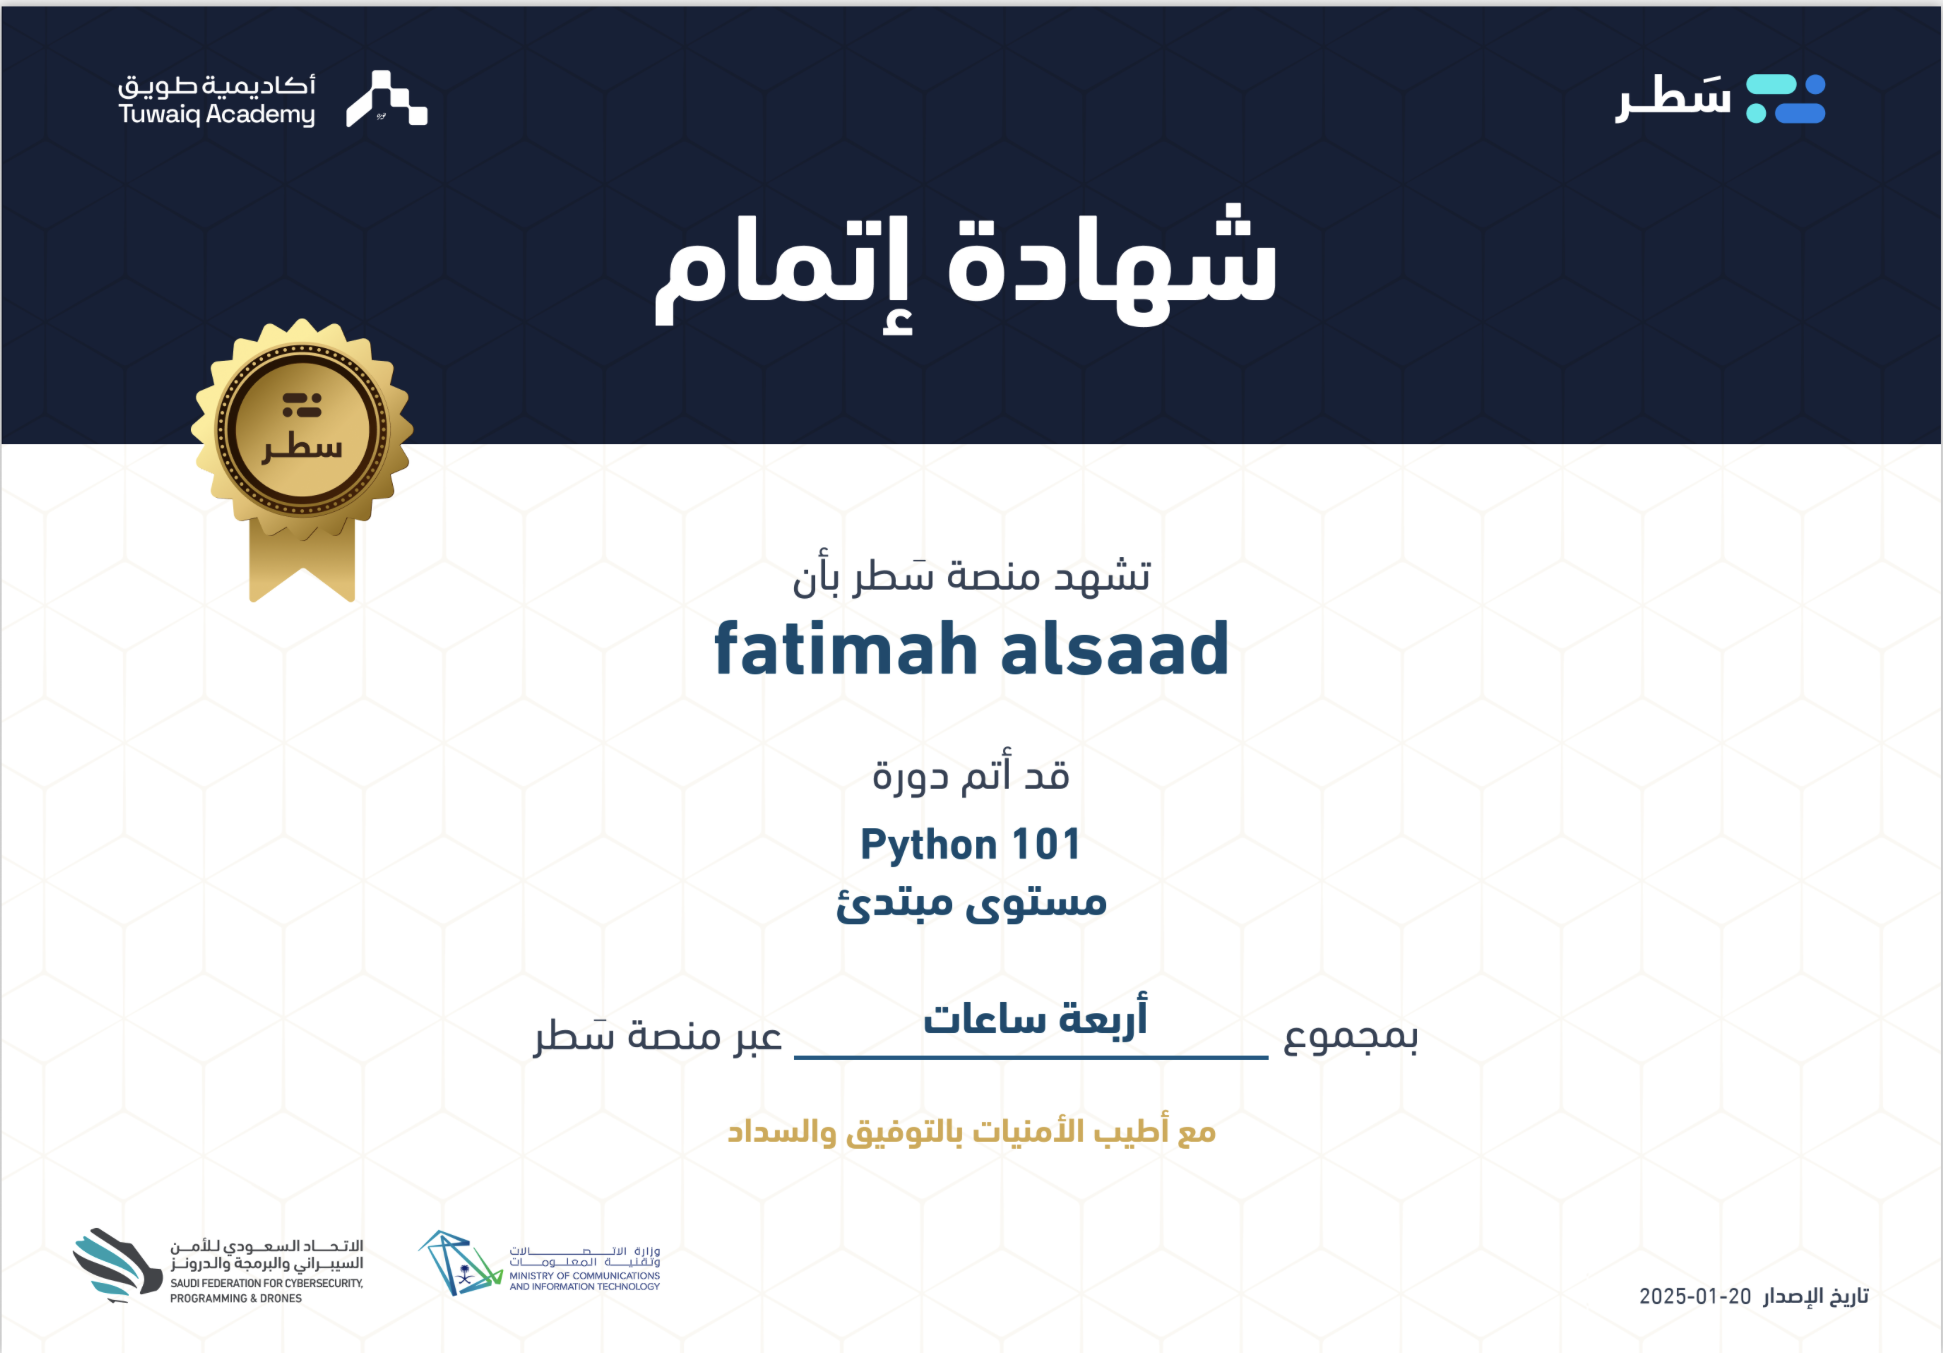 سَطر
أكاديمية طويق
Tuwaiq Academy
شهادة إتمام
سطر
تشهد منصة سَطر بأن
fatimah alsaad
قد أتم دورة
Python 101
مستوى مبتدئ
بمجموع أربعة ساعات عبر منصة سَطر
مع أطيب الأمنيات بالتوفيق والسداد
الاتحاد السعودي للأمن
السيبراني والبرمجة والدرونز
SAUDI FEDERATION FOR CYBERSECURITY,
PROGRAMMING & DRONES
وزارة الاتصالات
وتقنية المعلومات
MINISTRY OF COMMUNICATIONS
AND INFORMATION TECHNOLOGY
تاريخ الإصدار 2025-01-20